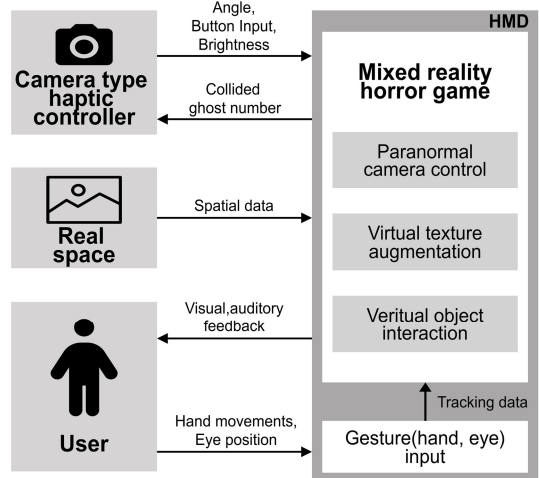 Angle,
Button Input,
Brightness
HMD
Camera type
haptic
controller
Collided
ghost number
Mixed reality
horror game
Paranormal
camera control
Real
space
Spatial data
Virtual texture
augmentation
Visual,auditory
feedback
Veritual object
interaction
User
Hand movements,
Eye position
Tracking data
Gesture(hand, eye)
input